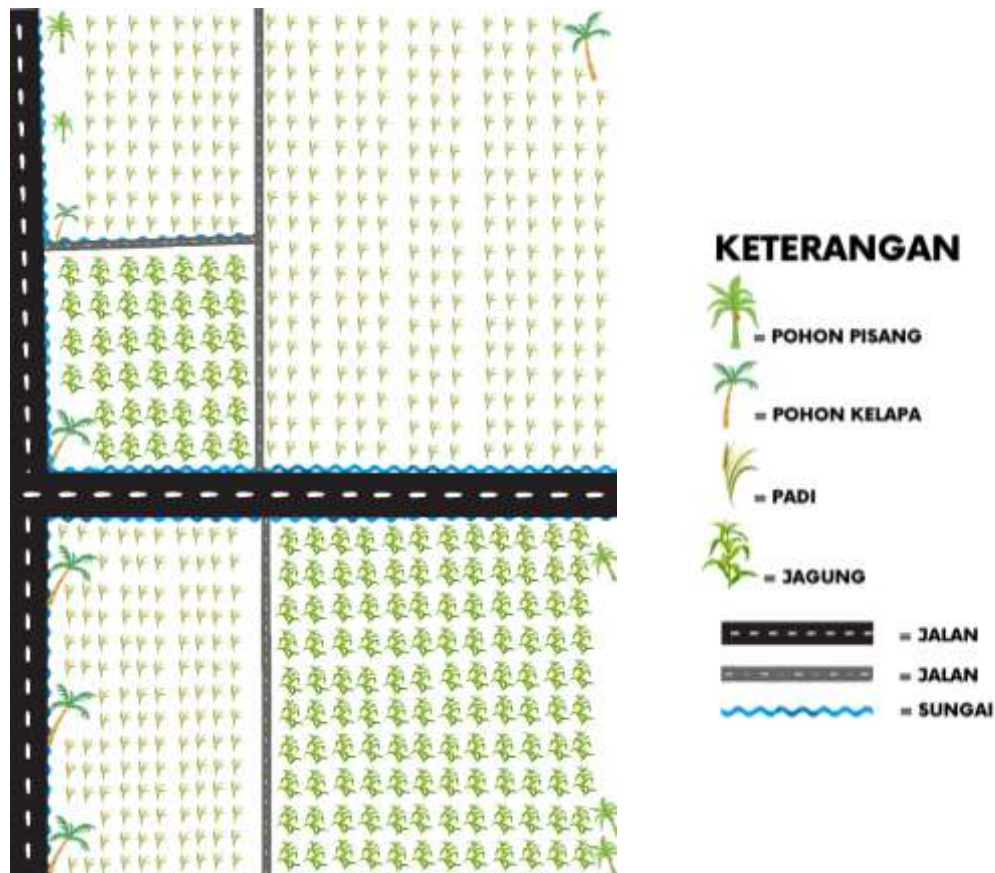 KETERANGAN
= POHON PISANG
= POHON KELAPA
= PADI
= JAGUNG
= JALAN
= JALAN
= SUNGAI